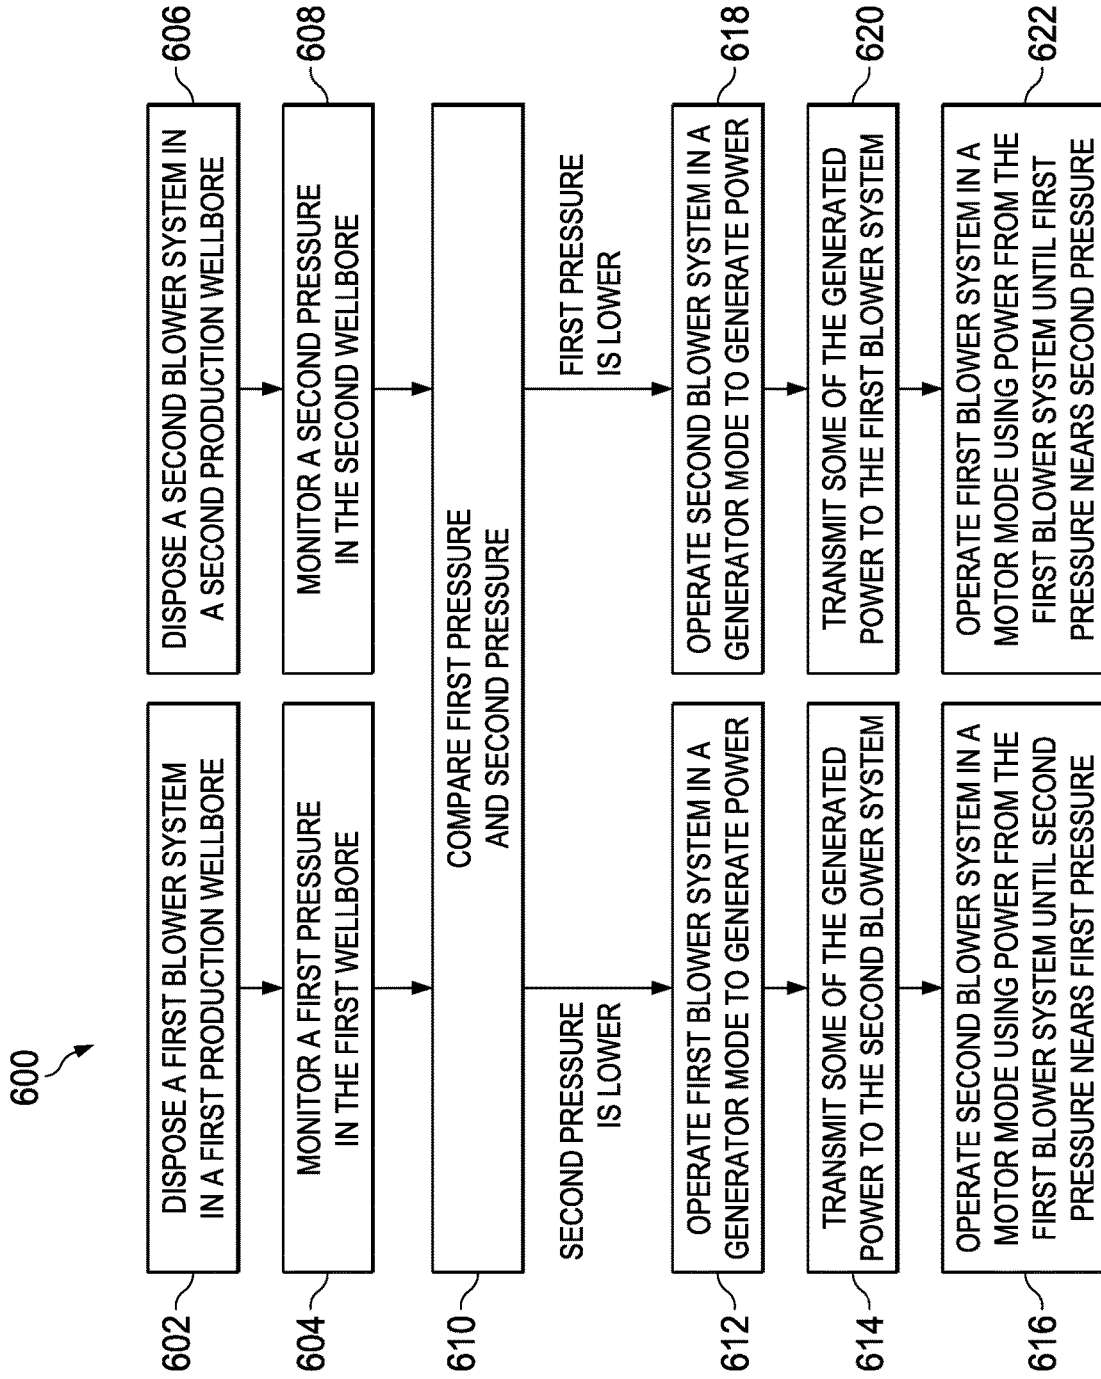 600
602
DISPOSE A FIRST BLOWER SYSTEM
IN A FIRST PRODUCTION WELLBORE
606
DISPOSE A SECOND BLOWER SYSTEM IN
A SECOND PRODUCTION WELLBORE
604
MONITOR A FIRST PRESSURE
IN THE FIRST WELLBORE
608
MONITOR A SECOND PRESSURE
IN THE SECOND WELLBORE
610
COMPARE FIRST PRESSURE
AND SECOND PRESSURE
SECOND PRESSURE
IS LOWER
FIRST PRESSURE
IS LOWER
612
OPERATE FIRST BLOWER SYSTEM IN A
GENERATOR MODE TO GENERATE POWER
618
OPERATE SECOND BLOWER SYSTEM IN A
GENERATOR MODE TO GENERATE POWER
614
TRANSMIT SOME OF THE GENERATED
POWER TO THE SECOND BLOWER SYSTEM
620
TRANSMIT SOME OF THE GENERATED
POWER TO THE FIRST BLOWER SYSTEM
616
OPERATE SECOND BLOWER SYSTEM IN A
MOTOR MODE USING POWER FROM THE
FIRST BLOWER SYSTEM UNTIL SECOND
PRESSURE NEARS FIRST PRESSURE
622
OPERATE FIRST BLOWER SYSTEM IN A
MOTOR MODE USING POWER FROM THE
FIRST BLOWER SYSTEM UNTIL FIRST
PRESSURE NEARS SECOND PRESSURE